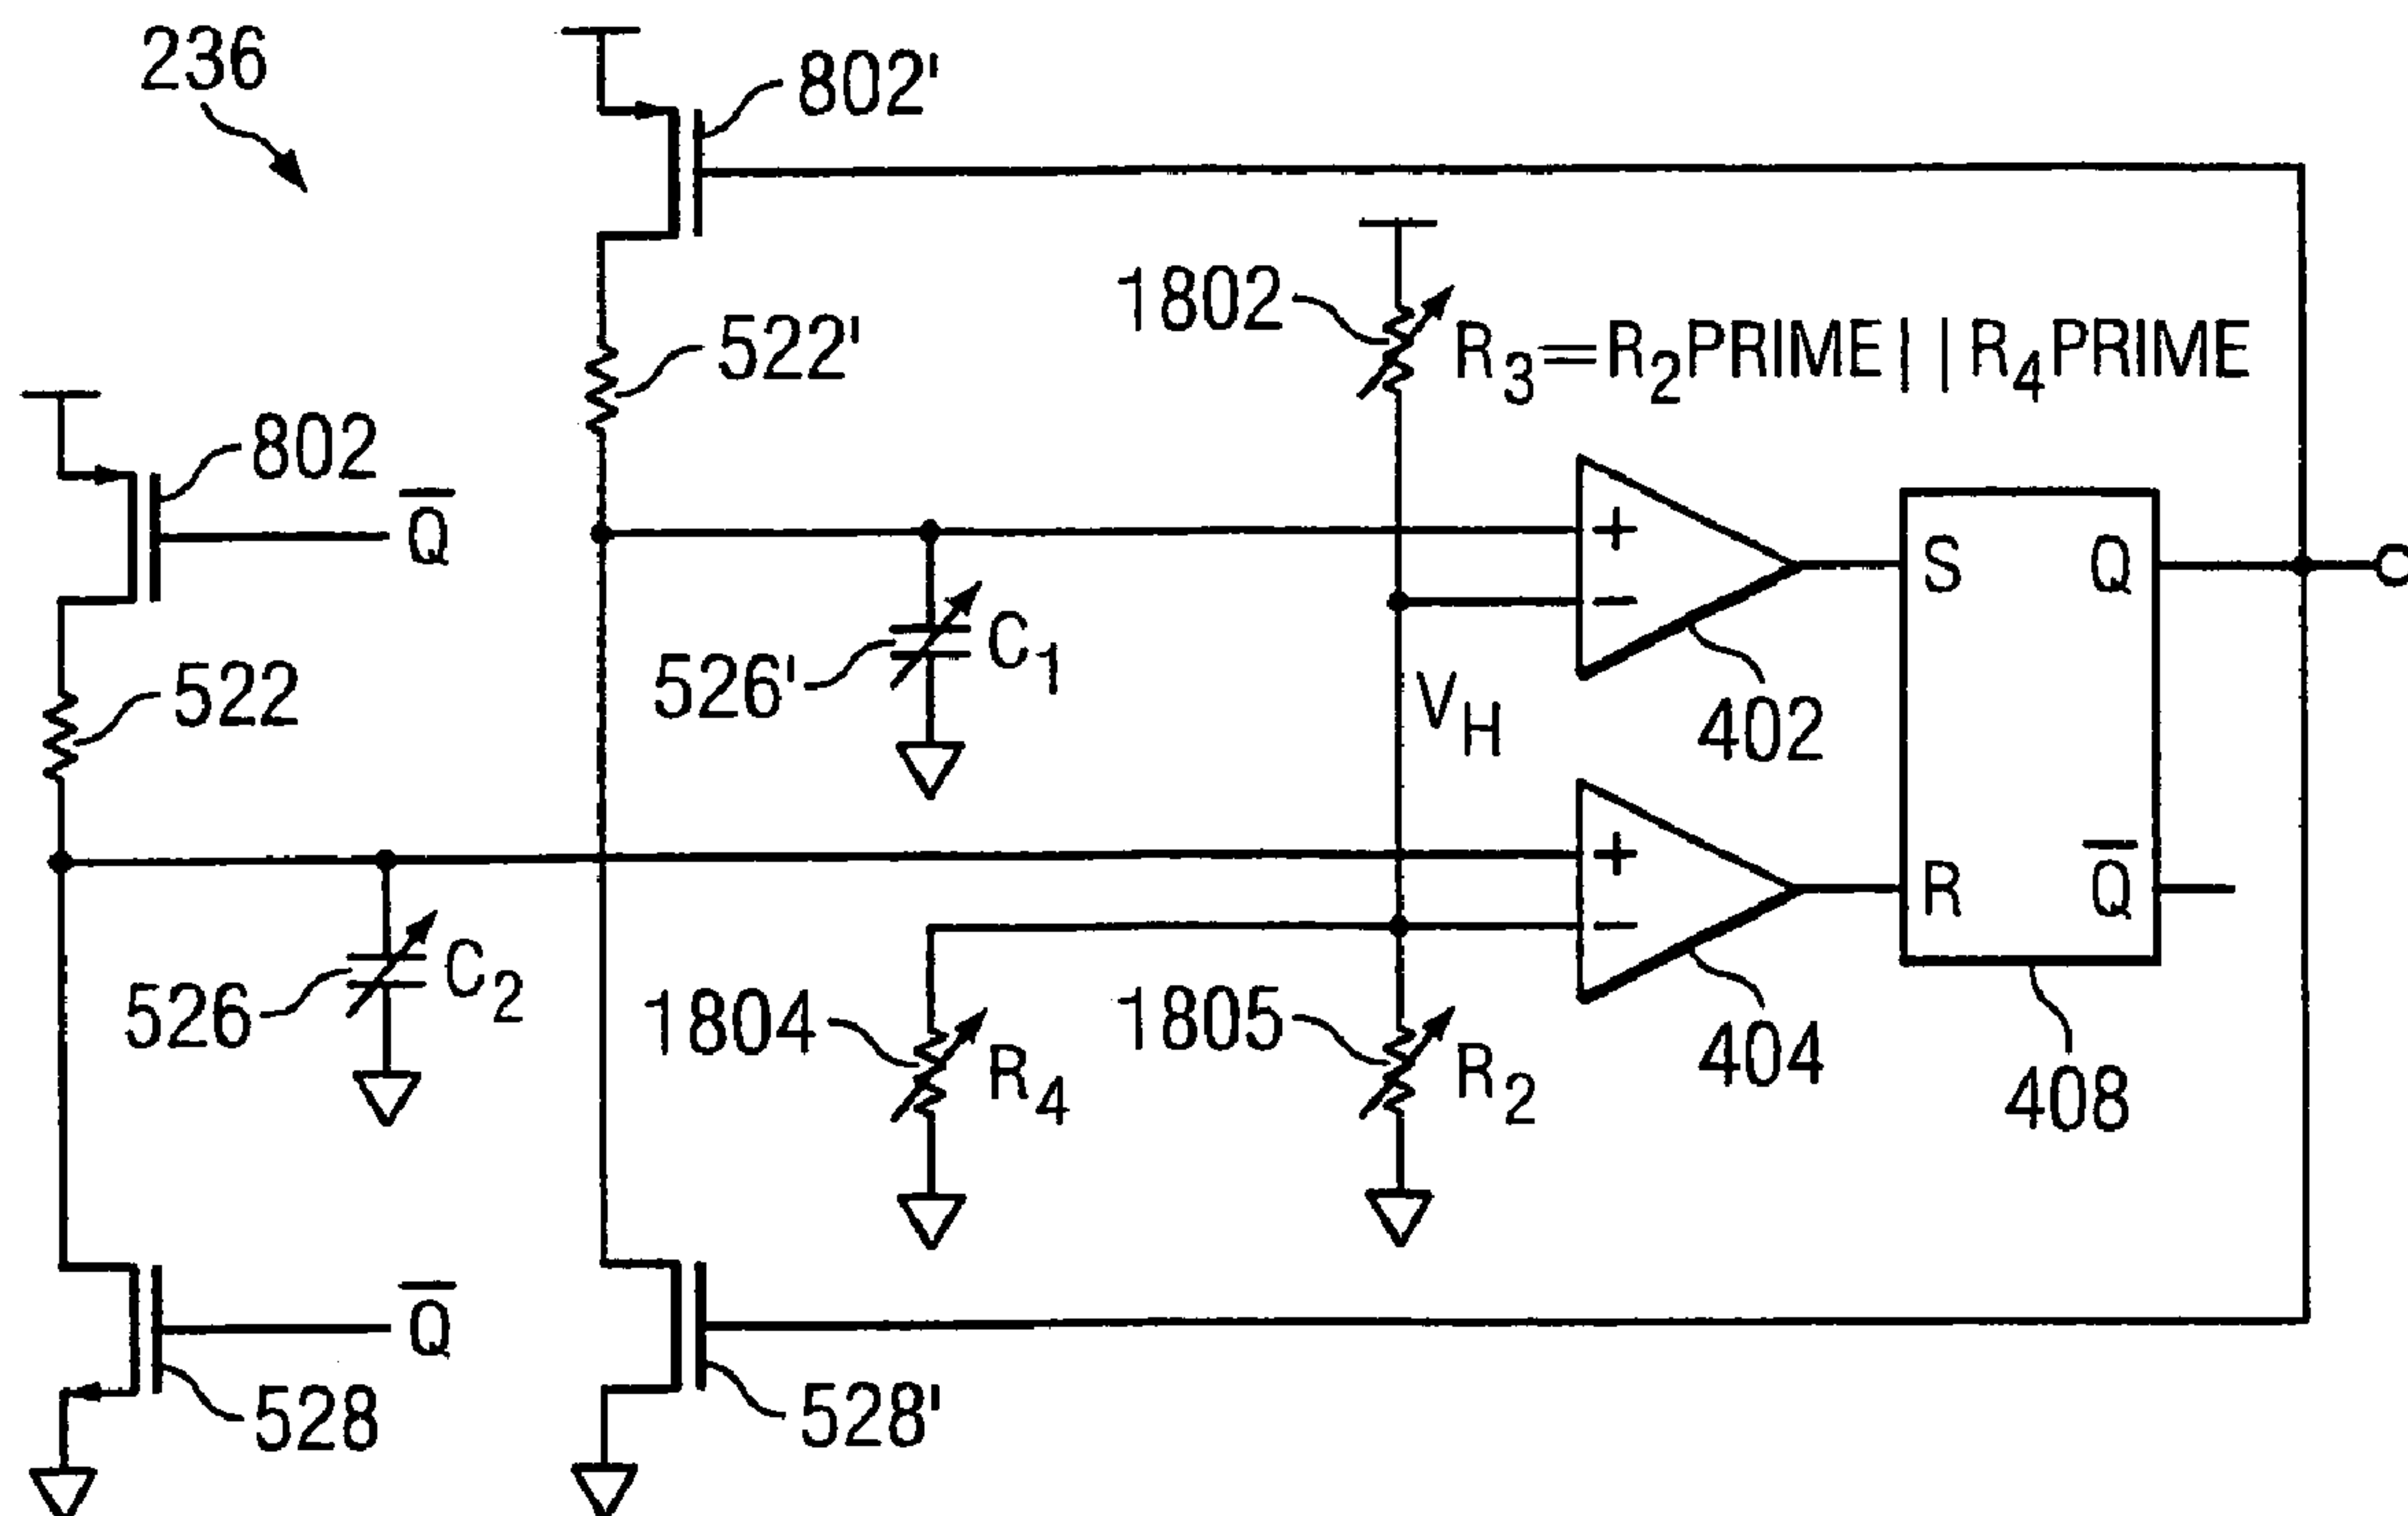 236
802'
1802
R3=R2PRIME||R4PRIME
522'
802
Q̅
522
526'
C1
VH
402
S
Q
R
Q̅
526
C2
1804
R4
1805
R2
404
408
528
Q̅
528'
+
−
+
−